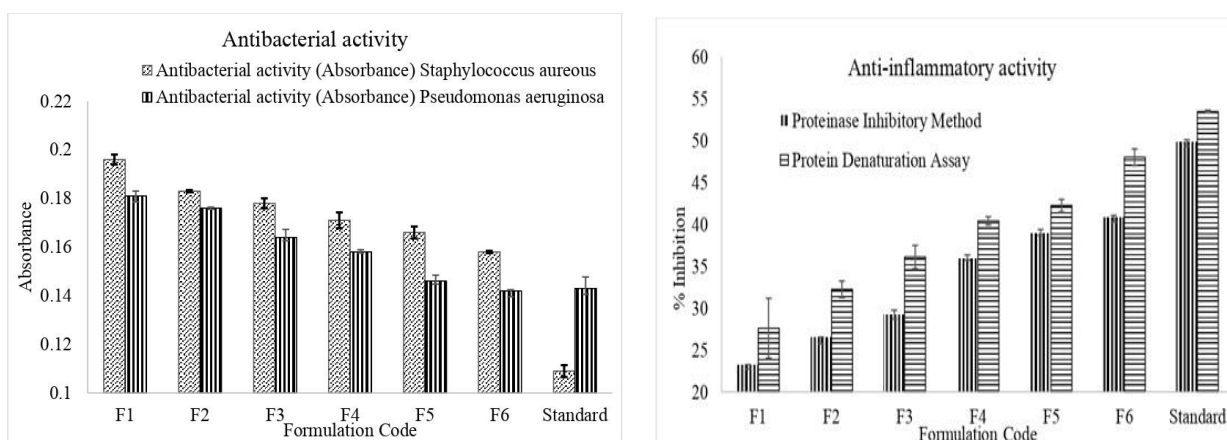 Antibacterial activity
Antibacterial activity (Absorbance) Staphylococcus aureous
Antibacterial activity (Absorbance) Pseudomonas aeruginosa
Absorbance
0.22
0.2
0.18
0.16
0.14
0.12
0.1
F1 F2 F3 F4 F5 F6 Standard
Formulation Code
Anti-inflammatory activity
Proteinase Inhibitory Method
Protein Denaturation Assay
% Inhibition
60
55
50
45
40
35
30
25
20
F1 F2 F3 F4 F5 F6 Standard
Formulation Code